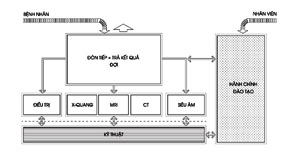 BỆNH NHÂN
NHÂN VIÊN
ĐÓN TIẾP + TRẢ KẾT QUẢ
ĐỢI
HÀNH CHÍNH
ĐÀO TẠO
ĐIỀU TRỊ
X-QUANG
MRI
CT
SIÊU ÂM
KỸ THUẬT